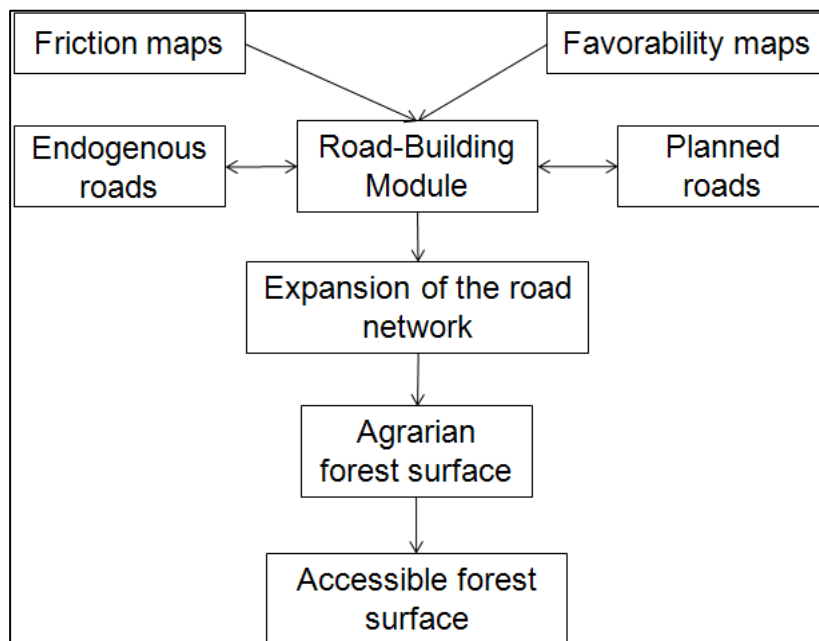 Friction maps
Favorability maps
Endogenous
roads
Road-Building
Module
Planned
roads
Expansion of the road
network
Agrarian
forest surface
Accessible forest
surface